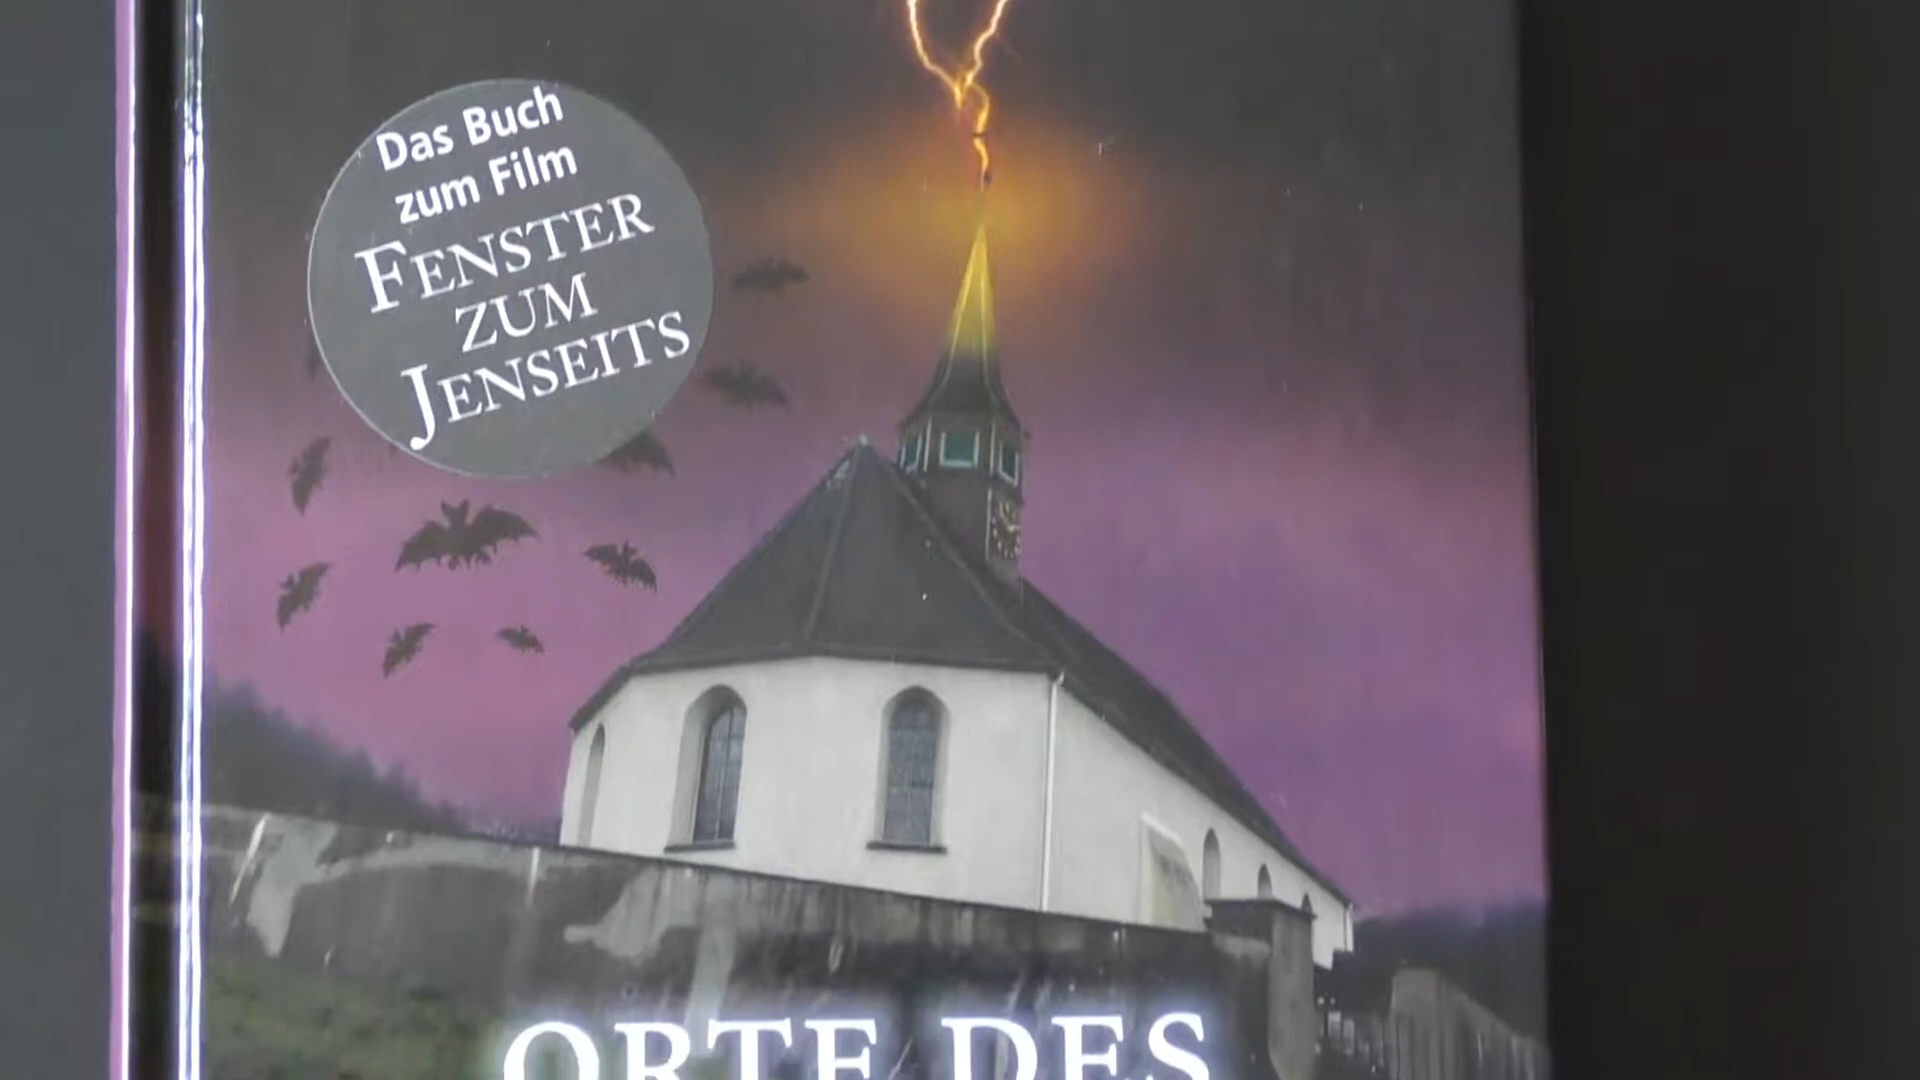 Das Buch
zum Film
FENSTER
ZUM
JENSEITS
ORTE DES